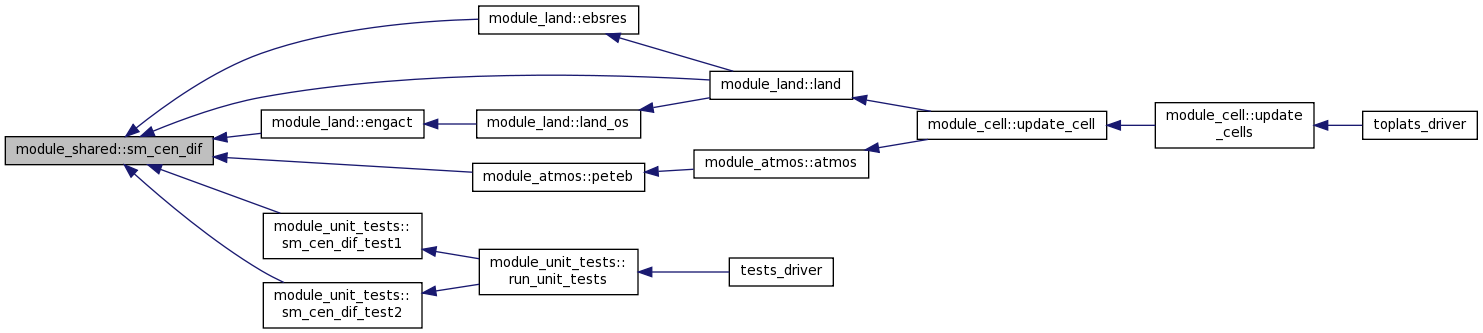 module_shared::sm_cen_dif
module_land::ebsres
module_land::land
module_land::engact
module_land::land_os
module_cell::update_cell
module_cell::update
_cells
toplats_driver
module_atmos::peteb
module_atmos::atmos
module_unit_tests::
sm_cen_dif_test1
module_unit_tests::
run_unit_tests
tests_driver
module_unit_tests::
sm_cen_dif_test2